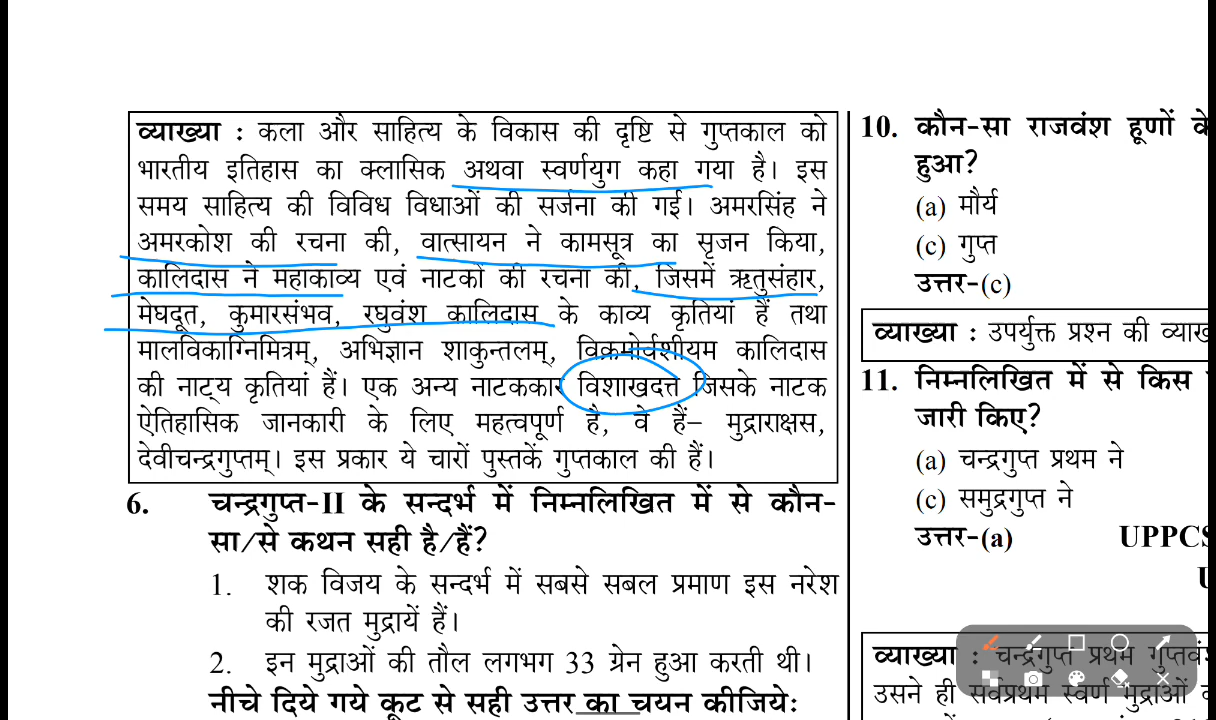 व्याख्या : कला और साहित्य के विकास की दृष्टि से गुप्तकाल को
भारतीय इतिहास का क्लासिक अथवा स्वर्णयुग कहा गया है। इस
समय साहित्य की विविध विधाओं की सर्जना की गई। अमरसिंह ने
अमरकोश की रचना की, वात्सायन ने कामसूत्र का सृजन किया,
कालिदास ने महाकाव्य एवं नाटकों की रचना की, जिसमें ऋतुसंहार,
मेघदूत, कुमारसंभव, रघुवंश कालिदास के काव्य कृतियां हैं तथा
मालविकाग्निमित्रम्, अभिज्ञान शाकुन्तलम्, विक्रमोर्वशीयम कालिदास
की नाट्य कृतियां हैं। एक अन्य नाटककार विशाखदत्त जिसके नाटक
ऐतिहासिक जानकारी के लिए महत्वपूर्ण है, वे हैं– मुद्राराक्षस,
देवीचन्द्रगुप्तम्। इस प्रकार ये चारों पुस्तकें गुप्तकाल की हैं।
6. चन्द्रगुप्त-II के सन्दर्भ में निम्नलिखित में से कौन-
सा/से कथन सही है/हैं?
1. शक विजय के सन्दर्भ में सबसे सबल प्रमाण इस नरेश
की रजत मुद्रायें हैं।
2. इन मुद्राओं की तौल लगभग 33 ग्रेन हुआ करती थी।
नीचे दिये गये कूट से सही उत्तर का चयन कीजिये:
10. कौन-सा राजवंश हूणों के
हुआ?
(a) मौर्य
(c) गुप्त
उत्तर-(c)
व्याख्या : उपर्युक्त प्रश्न की
11. निम्नलिखित में से किस
जारी किए?
(a) चन्द्रगुप्त प्रथम ने
(c) समुद्रगुप्त ने
उत्तर-(a) UPPCS
व्याख्या : चन्द्रगुप्त प्रथम
उसने ही सर्वप्रथम स्वर्ण मुद्राओं